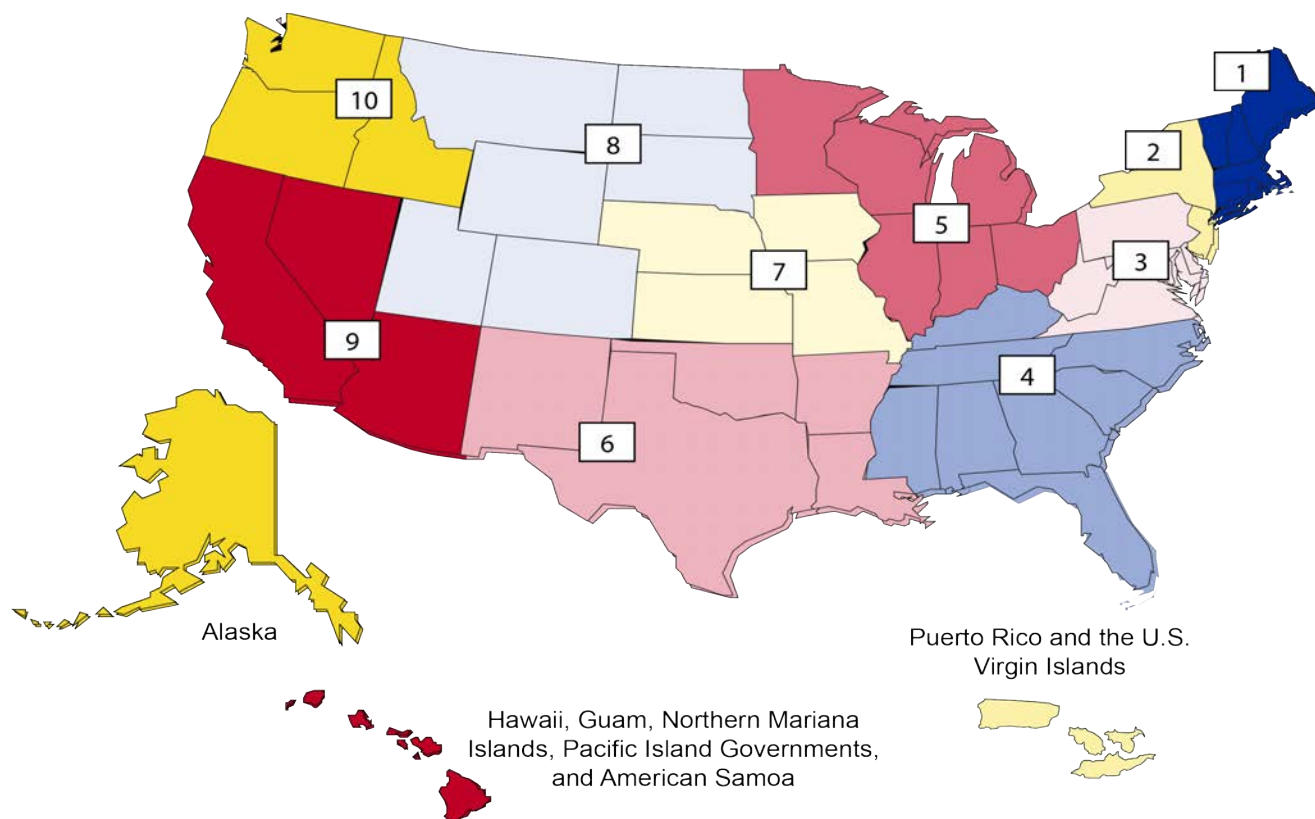 1
2
10
8
5
3
7
9
4
6
Alaska
Puerto Rico and the U.S.
Virgin Islands
Hawaii, Guam, Northern Mariana
Islands, Pacific Island Governments,
and American Samoa